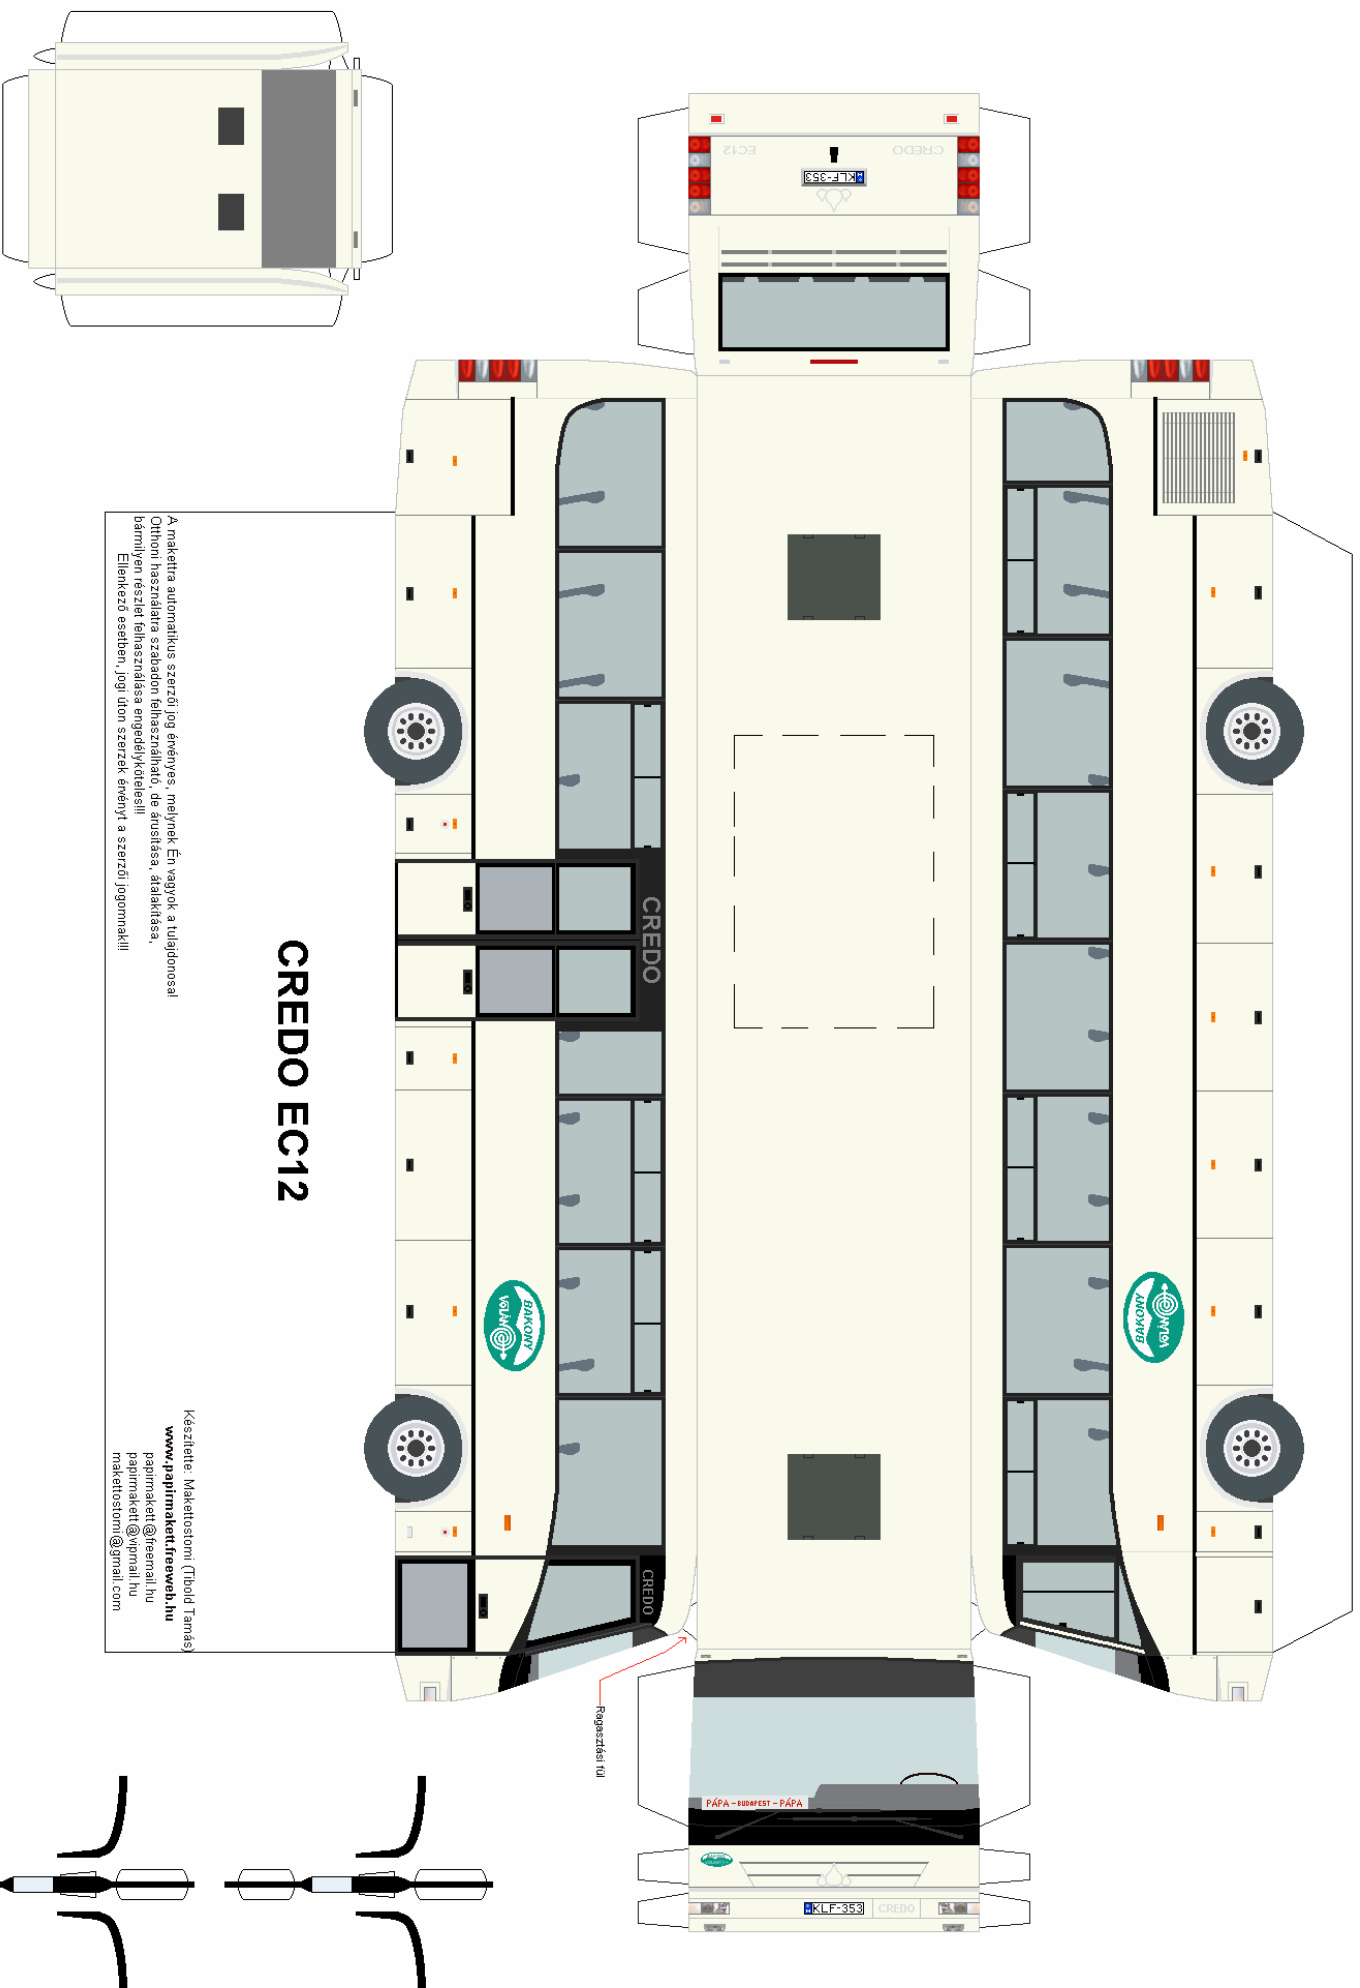 EC12
CREDO
KLF-353
A makettra automatikus szerzői jog érvényes, melynek Én vagyok a tulajdonosa!
Otthoni használatra szabadon felhasználható, de árusítása, átalakítása,
bármilyen részlet felhasználása engedélyköteles!!!
Ellenkező esetben, jogi úton szerzek érvényt a szerzői jogomnak!!!
CREDO EC12
CREDO
BAKONY
VOLÁN
BAKONY
VOLÁN
Készítette: Makettostomi (Tibold Tamás)
www.papirmakett.freeweb.hu
papirmakett@freemail.hu
papirmakett@vipmail.hu
makettostomi@gmail.com
CREDO
Ragasztási fül
PÁPA - BUDAPEST - PÁPA
KLF-353
CREDO